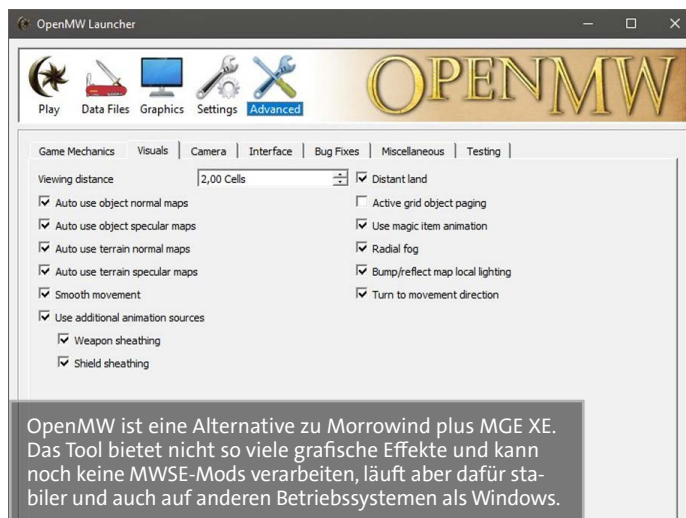 OpenMW Launcher
OPENMW
Play Data Files Graphics Settings Advanced
Game Mechanics Visuals Camera Interface Bug Fixes Miscellaneous Testing
Viewing distance 2,00 Cells Distant land
Auto use object normal maps Active grid object paging
Auto use object specular maps Use magic item animation
Auto use terrain normal maps Radial fog
Auto use terrain specular maps Bump/reflect map local lighting
Smooth movement Turn to movement direction
Use additional animation sources
Weapon sheathing
Shield sheathing
OpenMW ist eine Alternative zu Morrowind plus MGE XE.
Das Tool bietet nicht so viele grafische Effekte und kann
noch keine MWSE-Mods verarbeiten, läuft aber dafür sta-
biler und auch auf anderen Betriebssystemen als Windows.